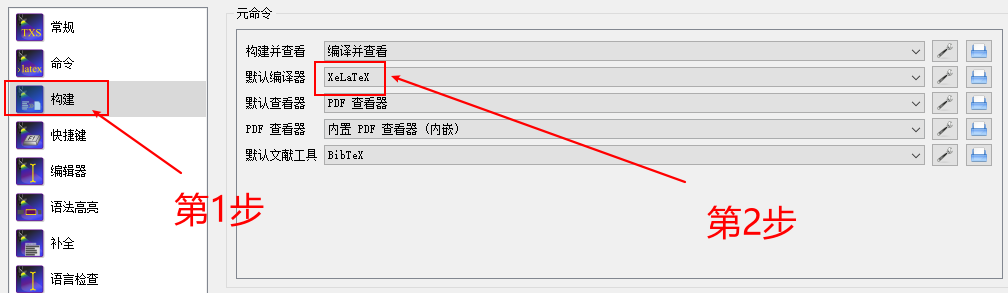 TXS 常规
›latex 命令
构建
快捷键
编辑器
语法高亮
补全
语言检查
第1步
元命令
构建并查看 编译并查看
默认编译器 XeLaTeX
默认查看器 PDF 查看器
PDF 查看器 内置 PDF 查看器 (内嵌)
默认文献工具 BibTeX
第2步